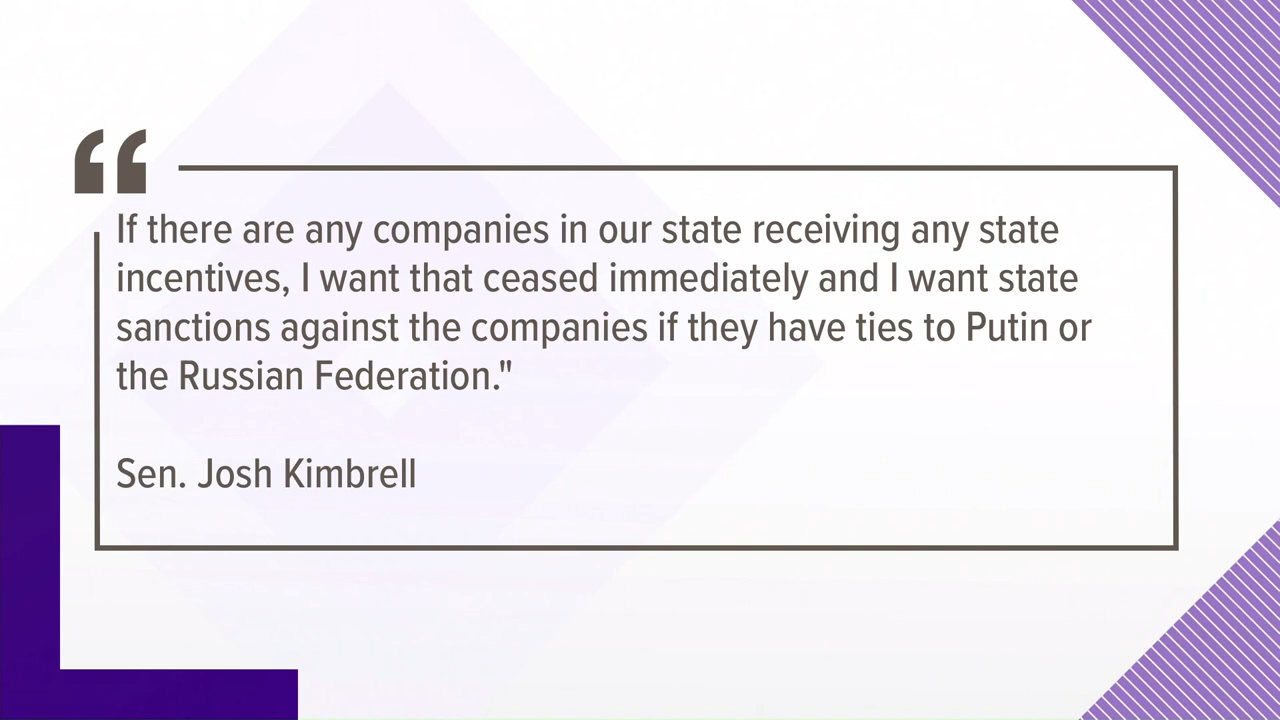 “
If there are any companies in our state receiving any state
incentives, I want that ceased immediately and I want state
sanctions against the companies if they have ties to Putin or
the Russian Federation."
Sen. Josh Kimbrell